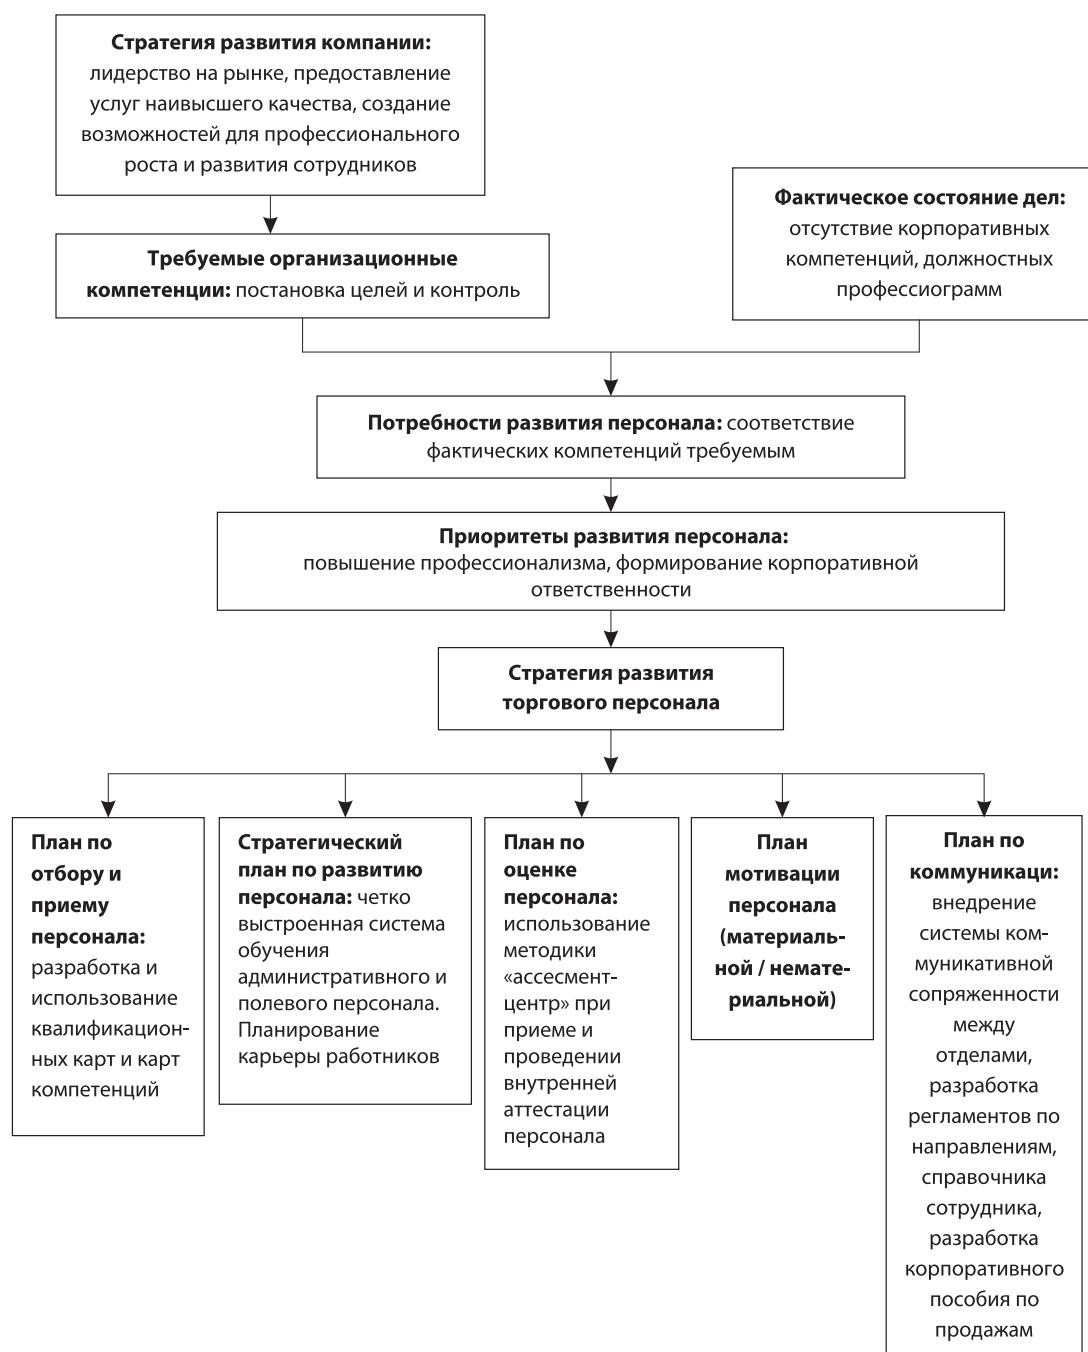 Стратегия развития компании:
лидерство на рынке, предоставление
услуг наивысшего качества, создание
возможностей для профессионального
роста и развития сотрудников
Фактическое состояние дел:
отсутствие корпоративных
компетенций, должностных
профессиограмм
Требуемые организационные
компетенции: постановка целей и контроль
Потребности развития персонала: соответствие
фактических компетенций требуемым
Приоритеты развития персонала:
повышение профессионализма, формирование корпоративной
ответственности
Стратегия развития
торгового персонала
План по
отбору и
приему
персонала:
разработка и
использование
квалификацион-
ных карт и карт
компетенций
Стратегический
план по развитию
персонала: четко
выстроенная система
обучения
административного и
полевого персонала.
Планирование
карьеры работников
План по
оценке
персонала:
использование
методики
«ассесмент-
центр» при
приеме и
проведении
внутренней
аттестации
персонала
План
мотивации
персонала
(материаль-
ной / немате-
риальной)
План по
коммуникаци:
внедрение
системы ком-
муникативной
сопряженности
между
отделами,
разработка
регламентов по
направлениям,
справочника
сотрудника,
разработка
корпоративного
пособия по
продажам